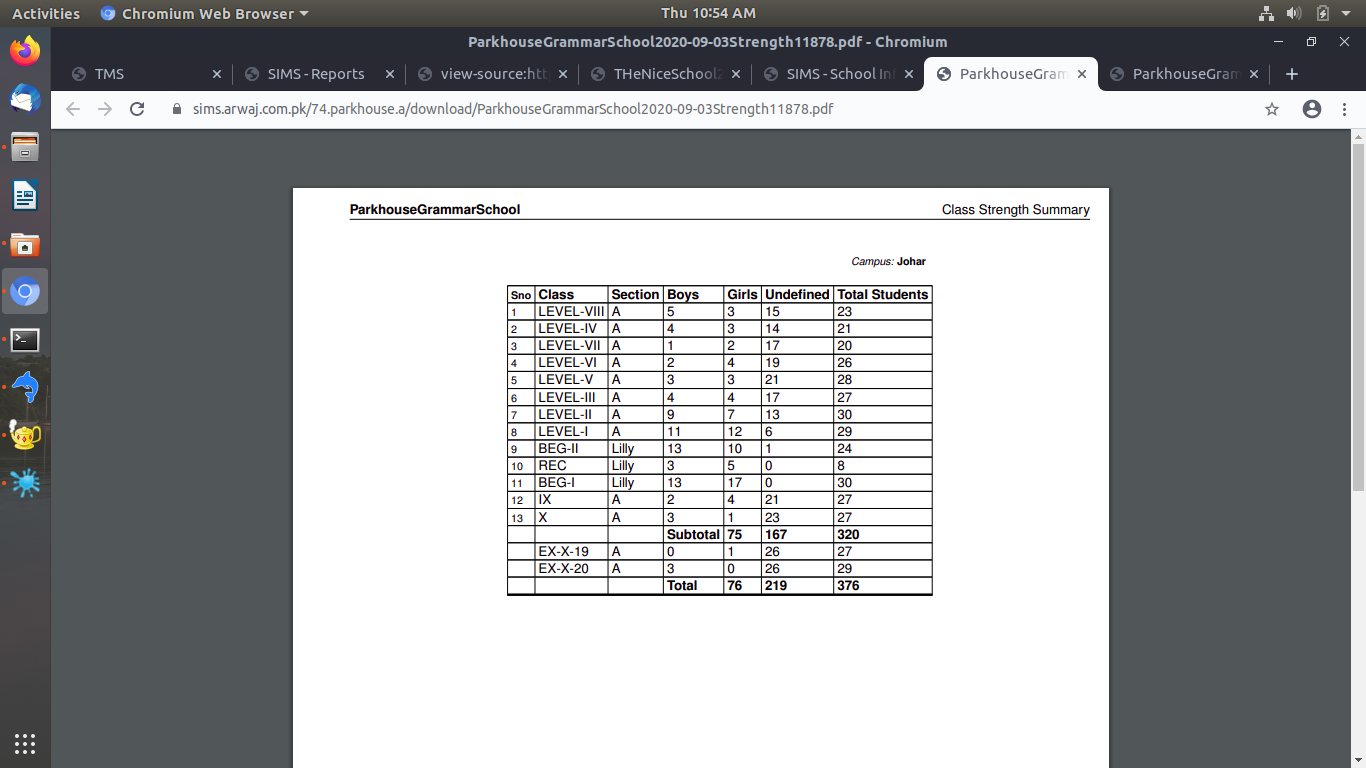 Activities Chromium Web Browser Thu 10:54 AM
ParkhouseGrammarSchool2020-09-03Strength11878.pdf - Chromium
TMS SIMS - Reports view-source:htt THeNiceSchool2 SIMS - School In ParkhouseGram ParkhouseGram
sims.arwaj.com.pk/74.parkhouse.a/download/ParkhouseGrammarSchool2020-09-03Strength11878.pdf
ParkhouseGrammarSchool Class Strength Summary
Campus: Johar
Sno Class Section Boys Girls Undefined Total Students
1 LEVEL-VIII A 5 3 15 23
2 LEVEL-IV A 4 3 14 21
3 LEVEL-VII A 1 2 17 20
4 LEVEL-VI A 2 4 19 26
5 LEVEL-V A 3 3 21 28
6 LEVEL-III A 4 4 17 27
7 LEVEL-II A 9 7 13 30
8 LEVEL-I A 11 12 6 29
9 BEG-II Lilly 13 10 1 24
10 REC Lilly 3 5 0 8
11 BEG-I Lilly 13 17 0 30
12 IX A 2 4 21 27
13 X A 3 1 23 27
Subtotal 75 167 320
EX-X-19 A 0 1 26 27
EX-X-20 A 3 0 26 29
Total 76 219 376